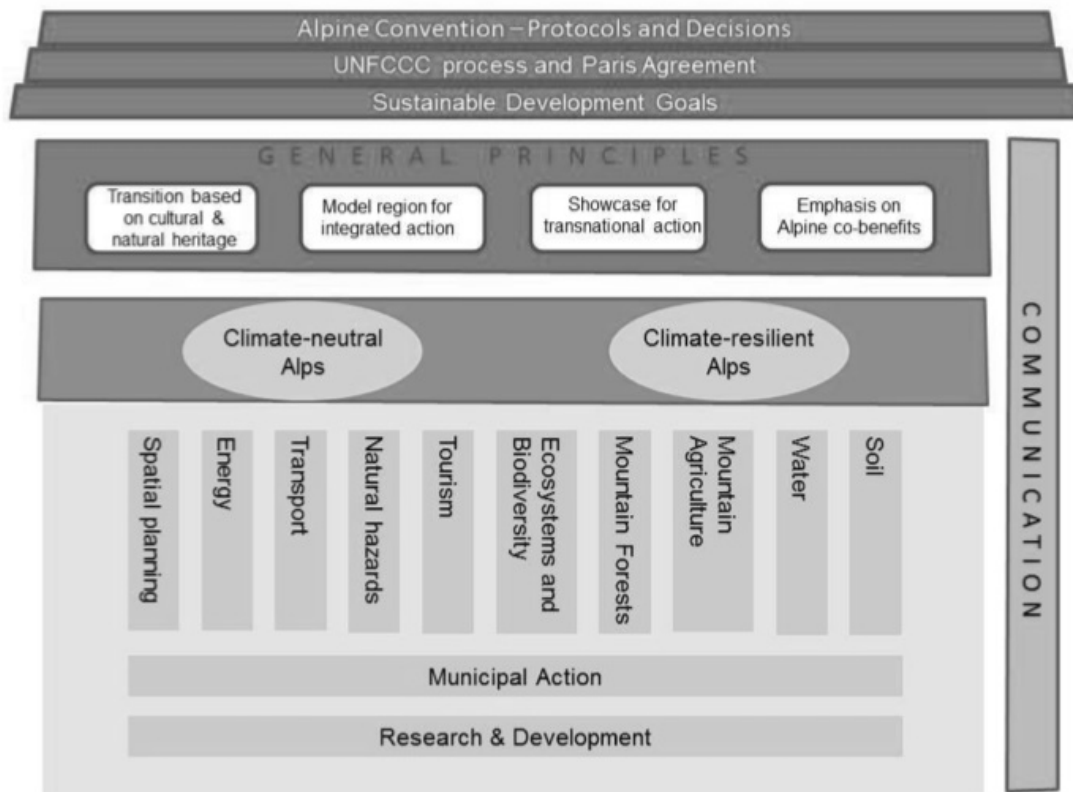 Alpine Convention – Protocols and Decisions
UNFCCC process and Paris Agreement
Sustainable Development Goals
GENERAL PRINCIPLES
Transition based
on cultural &
natural heritage
Model region for
integrated action
Showcase for
transnational action
Emphasis on
Alpine co-benefits
Climate-neutral
Alps
Climate-resilient
Alps
Spatial planning
Energy
Transport
Natural hazards
Tourism
Ecosystems and
Biodiversity
Mountain Forests
Mountain
Agriculture
Water
Soil
Municipal Action
Research & Development
COMMUNICATION